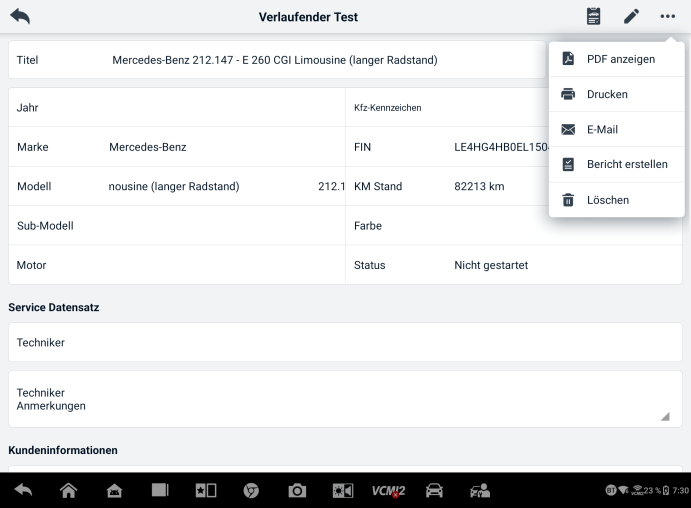 Verlaufender Test
Titel Mercedes-Benz 212.147 - E 260 CGI Limousine (langer Radstand)
PDF anzeigen
Drucken
E-Mail
Bericht erstellen
Löschen
Jahr Kfz-Kennzeichen
Marke Mercedes-Benz FIN LE4HG4HB0EL150
Modell nousine (langer Radstand) 212.1 KM Stand 82213 km
Sub-Modell Farbe
Motor Status Nicht gestartet
Service Datensatz
Techniker
Techniker
Anmerkungen
Kundeninformationen
VCMI2 BT VCMI2 23 % 7:30